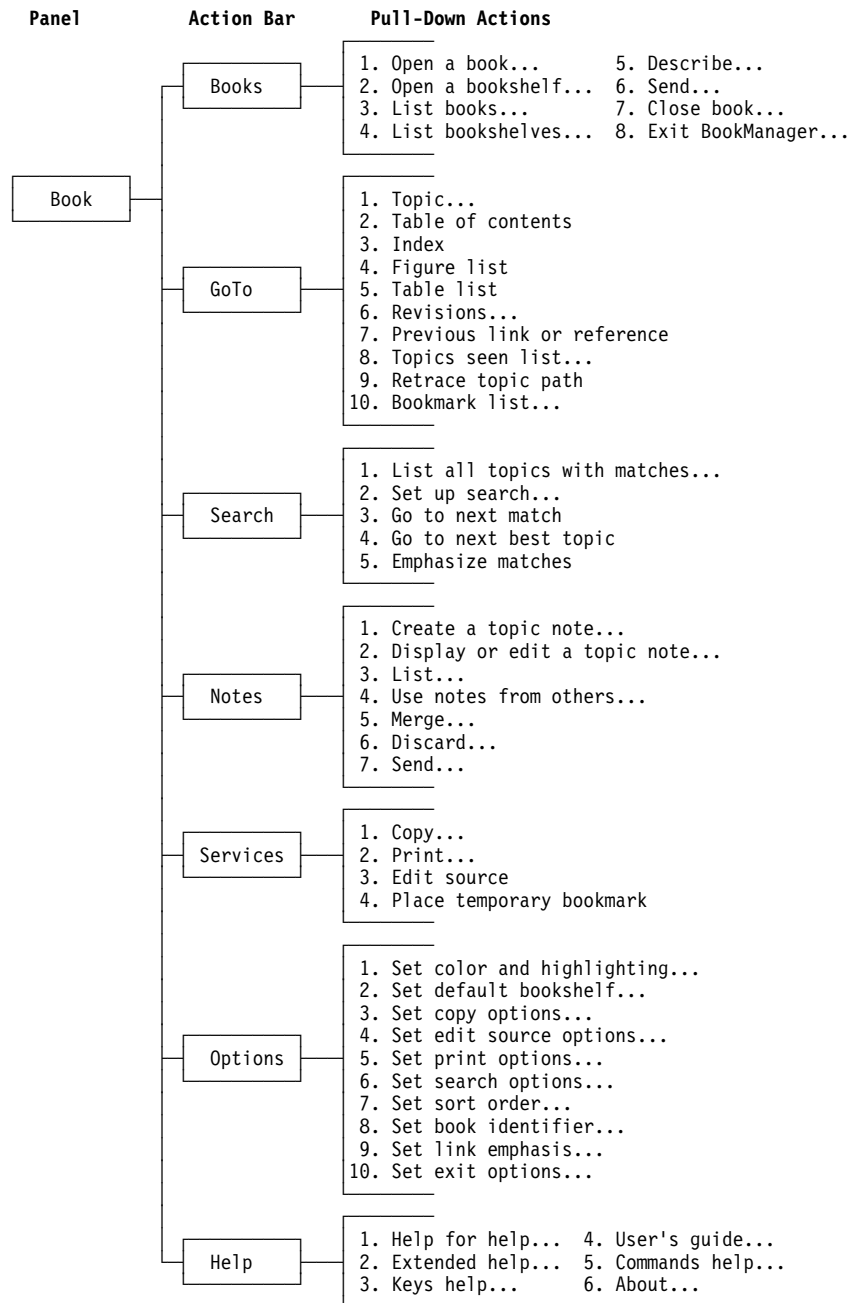 Panel Action Bar Pull-Down Actions
Books
1. Open a book... 5. Describe...
2. Open a bookshelf... 6. Send...
3. List books... 7. Close book...
4. List bookshelves... 8. Exit BookManager...
Book
GoTo
1. Topic...
2. Table of contents
3. Index
4. Figure list
5. Table list
6. Revisions...
7. Previous link or reference
8. Topics seen list...
9. Retrace topic path
10. Bookmark list...
Search
1. List all topics with matches...
2. Set up search...
3. Go to next match
4. Go to next best topic
5. Emphasize matches
Notes
1. Create a topic note...
2. Display or edit a topic note...
3. List...
4. Use notes from others...
5. Merge...
6. Discard...
7. Send...
Services
1. Copy...
2. Print...
3. Edit source
4. Place temporary bookmark
Options
1. Set color and highlighting...
2. Set default bookshelf...
3. Set copy options...
4. Set edit source options...
5. Set print options...
6. Set search options...
7. Set sort order...
8. Set book identifier...
9. Set link emphasis...
10. Set exit options...
Help
1. Help for help... 4. User's guide...
2. Extended help... 5. Commands help...
3. Keys help... 6. About...